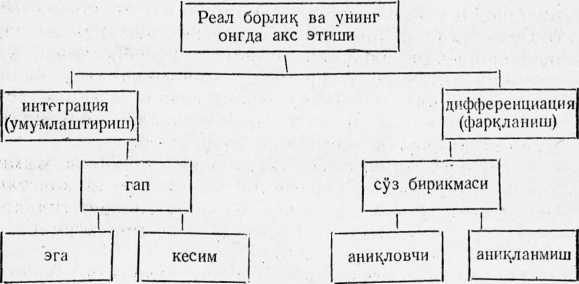 Реал борлиқ ва унинг
онгда акс этиши
интеграция
(умумлаштириш)
дифференциация
(фарқланиш)
гап
сўз бирикмаси
эга
кесим
аниқловчи
аниқланмиш